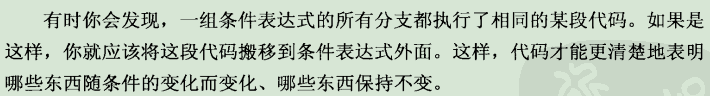 有时你会发现，一组条件表达式的所有分支都执行了相同的某段代码。如果是
这样，你就应该将这段代码搬移到条件表达式外面。这样，代码才能更清楚地表明
哪些东西随条件的变化而变化、哪些东西保持不变。